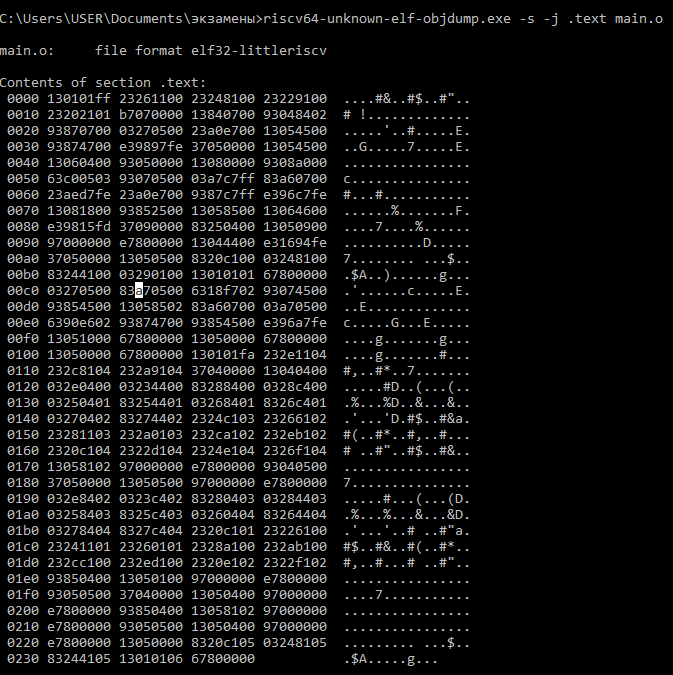 C:\Users\USER\Documents\экзамены>riscv64-unknown-elf-objdump.exe -s -j .text main.o
main.o:     file format elf32-littleriscv
Contents of section .text:
 0000 130101ff 23261100 23248100 23229100  ....#&..#$..#"..
 0010 23202101 b7070000 13840700 93048402  # !.............
 0020 93870700 03270500 23a0e700 13054500  .....'..#.....E.
 0030 93874700 e39897fe 37050000 13054500  ..G.....7.....E.
 0040 13060400 93050000 13080000 9308a000  ................
 0050 63c00503 93070500 03a7c7ff 83a60700  c...............
 0060 23aed7fe 23a0e700 9387c7ff e396c7fe  #...#...........
 0070 13081800 93852500 13058500 13064600  ......%.......F.
 0080 e39815fd 37090000 83250400 13050900  ....7....%......
 0090 97000000 e7800000 13044400 e31694fe  ..........D.....
 00a0 37050000 13050500 8320c100 03248100  7........ ...$..
 00b0 83244100 03290100 13010101 67800000  .$A..)......g...
 00c0 03270500 83a70500 6318f702 93074500  .'......c.....E.
 00d0 93854500 13058502 83a60700 03a70500  ..E.............
 00e0 6390e602 93874700 93854500 e396a7fe  c.....G...E.....
 00f0 13051000 67800000 13050000 67800000  ....g.......g...
 0100 13050000 67800000 130101fa 232e1104  ....g.......#...
 0110 232c8104 232a9104 37040000 13040400  #,..#*..7.......
 0120 032e0400 03234400 83288400 0328c400  .....#D..(...(..
 0130 03250401 83254401 03268401 8326c401  .%...%D..&...&..
 0140 03270402 83274402 2324c103 23266102  .'...'D.#$..#&a.
 0150 23281103 232a0103 232ca102 232eb102  #(..#*..#,..#...
 0160 2320c104 2322d104 2324e104 2326f104  # ..#"..#$..#&..
 0170 13058102 97000000 e7800000 93040500  ................
 0180 37050000 13050500 97000000 e7800000  7...............
 0190 032e8402 0323c402 83280403 03284403  .....#...(...(D.
 01a0 03258403 8325c403 03260404 83264404  .%...%...&...&D.
 01b0 03278404 8327c404 2320c101 23226100  .'...'..# ..#"a.
 01c0 23241101 23260101 2328a100 232ab100  #$..#&..#(..#*..
 01d0 232cc100 232ed100 2320e102 2322f102  #,..#...# ..#"..
 01e0 93850400 13050100 97000000 e7800000  ................
 01f0 93050500 37040000 13050400 97000000  ....7...........
 0200 e7800000 93850400 13058102 97000000  ................
 0210 e7800000 93050500 13050400 97000000  ................
 0220 e7800000 13050000 8320c105 03248105  ......... ...$..
 0230 83244105 13010106 67800000           .$A.....g...